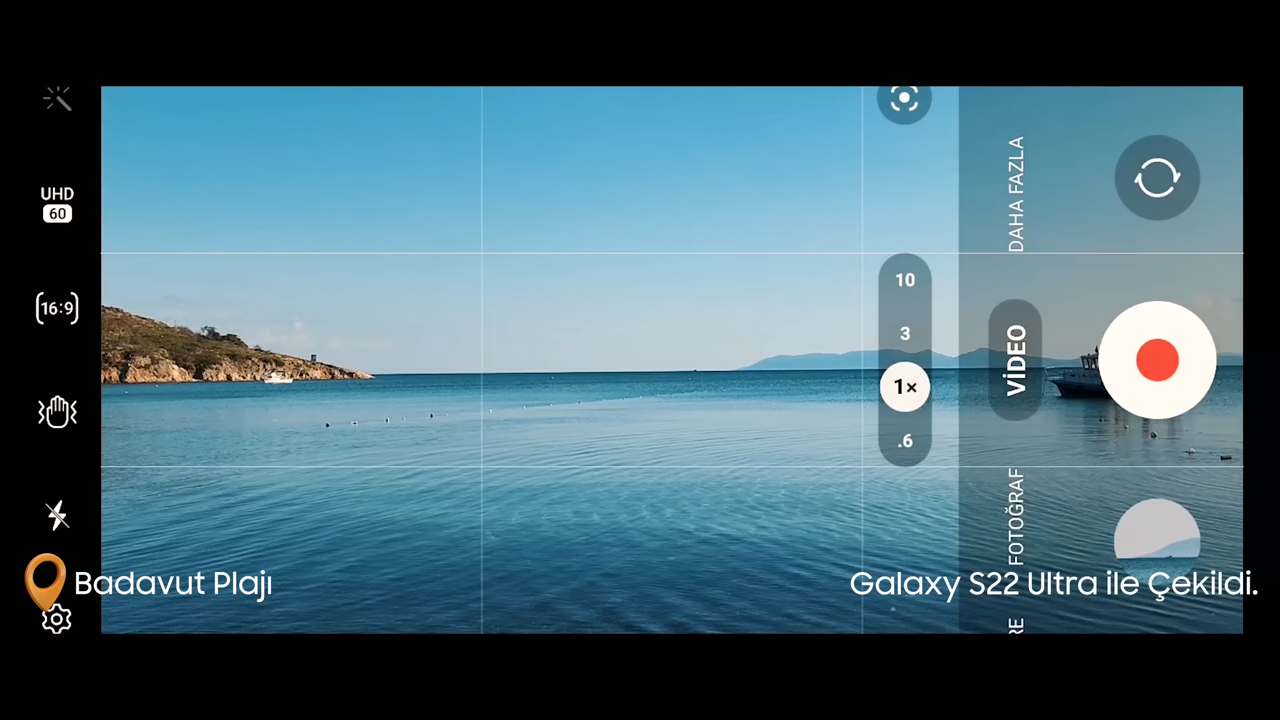 UHD
60
16:9
DAHA FAZLA
10
3
1×
.6
VİDEO
FOTOĞRAF
RE
Badavut Plajı
Galaxy S22 Ultra ile Çekildi.